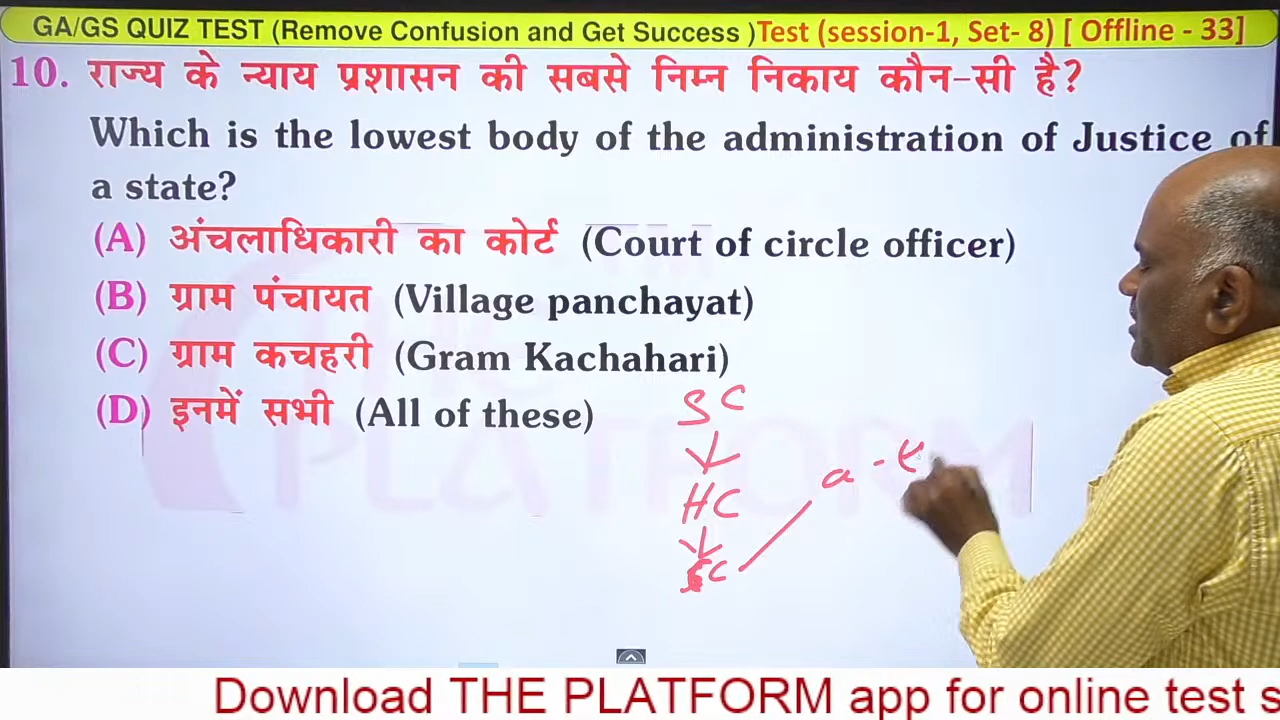 GA/GS QUIZ TEST (Remove Confusion and Get Success )Test (session-1, Set- 8) [ Offline - 33]
10. राज्य के न्याय प्रशासन की सबसे निम्न निकाय कौन-सी है?
Which is the lowest body of the administration of Justice of
a state?
(A) अंचलाधिकारी का कोर्ट (Court of circle officer)
(B) ग्राम पंचायत (Village panchayat)
(C) ग्राम कचहरी (Gram Kachahari)
(D) इनमें सभी (All of these)
SC
HC
THE
PLATFORM
Download THE PLATFORM app for online test s